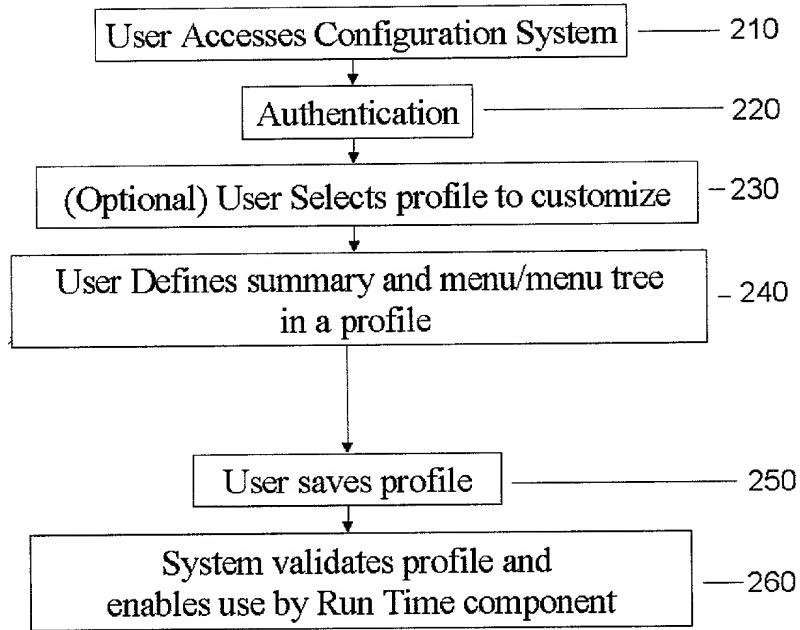 User Accesses Configuration System 210
Authentication 220
(Optional) User Selects profile to customize 230
User Defines summary and menu/menu tree 240
in a profile
User saves profile 250
System validates profile and
enables use by Run Time component 260